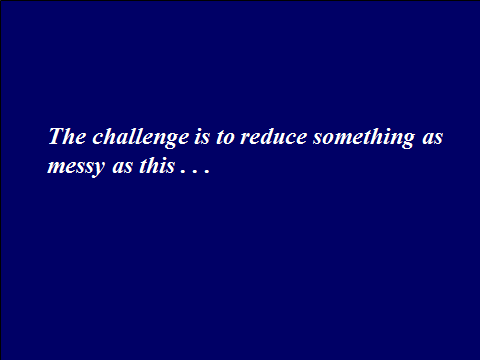 The challenge is to reduce something as
messy as this . . .